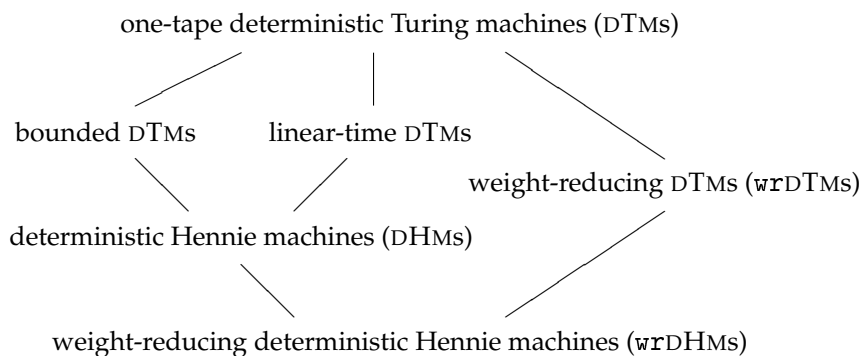 one-tape deterministic Turing machines (DTMs)
bounded DTMs
linear-time DTMs
weight-reducing DTMs (wrDTMs)
deterministic Hennie machines (DHMs)
weight-reducing deterministic Hennie machines (wrDHMs)